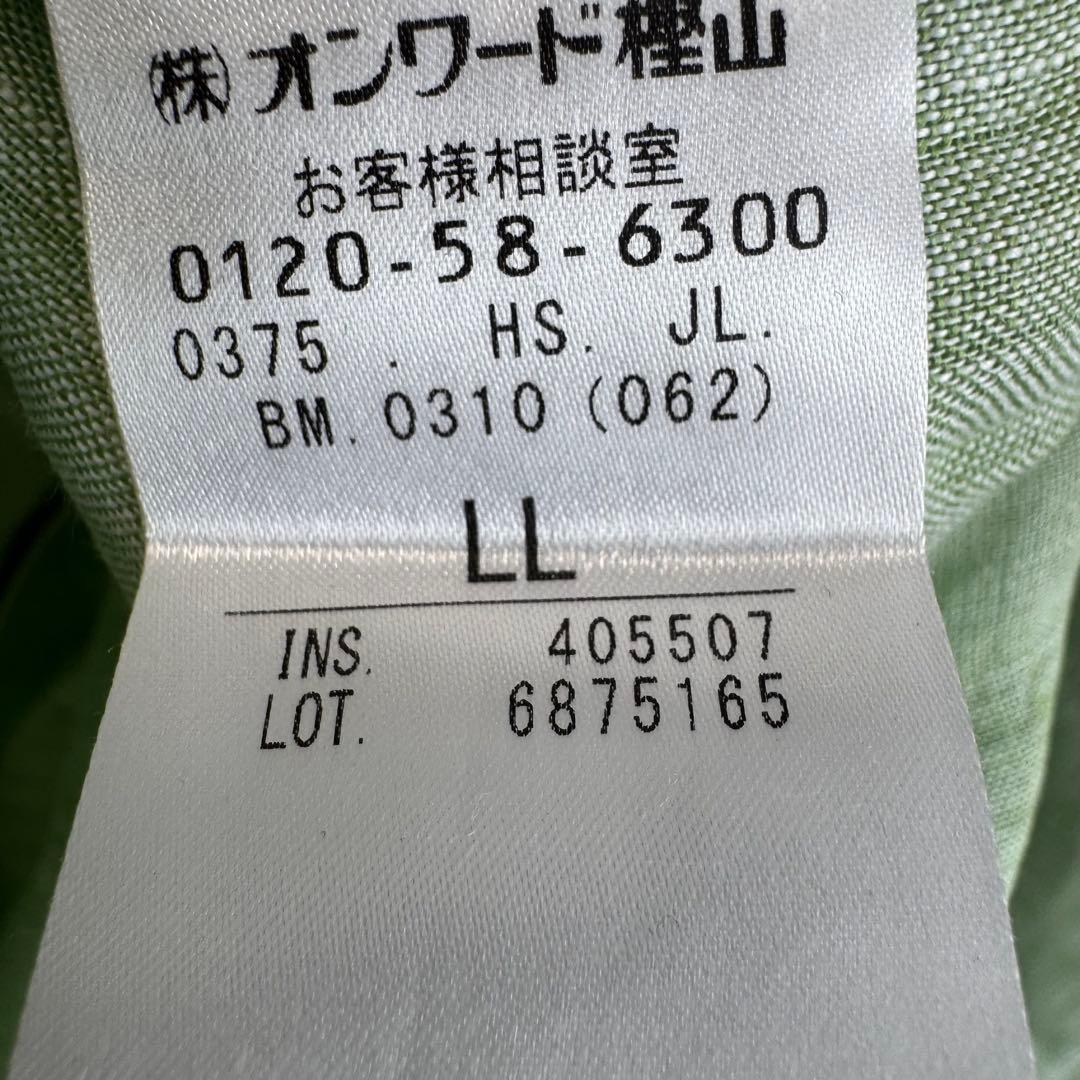 ㈱オンワード樫山
お客様相談室
0120-58-6300
0375 . HS. JL.
BM. 0310 (062)
LL
INS. 405507
LOT. 6875165